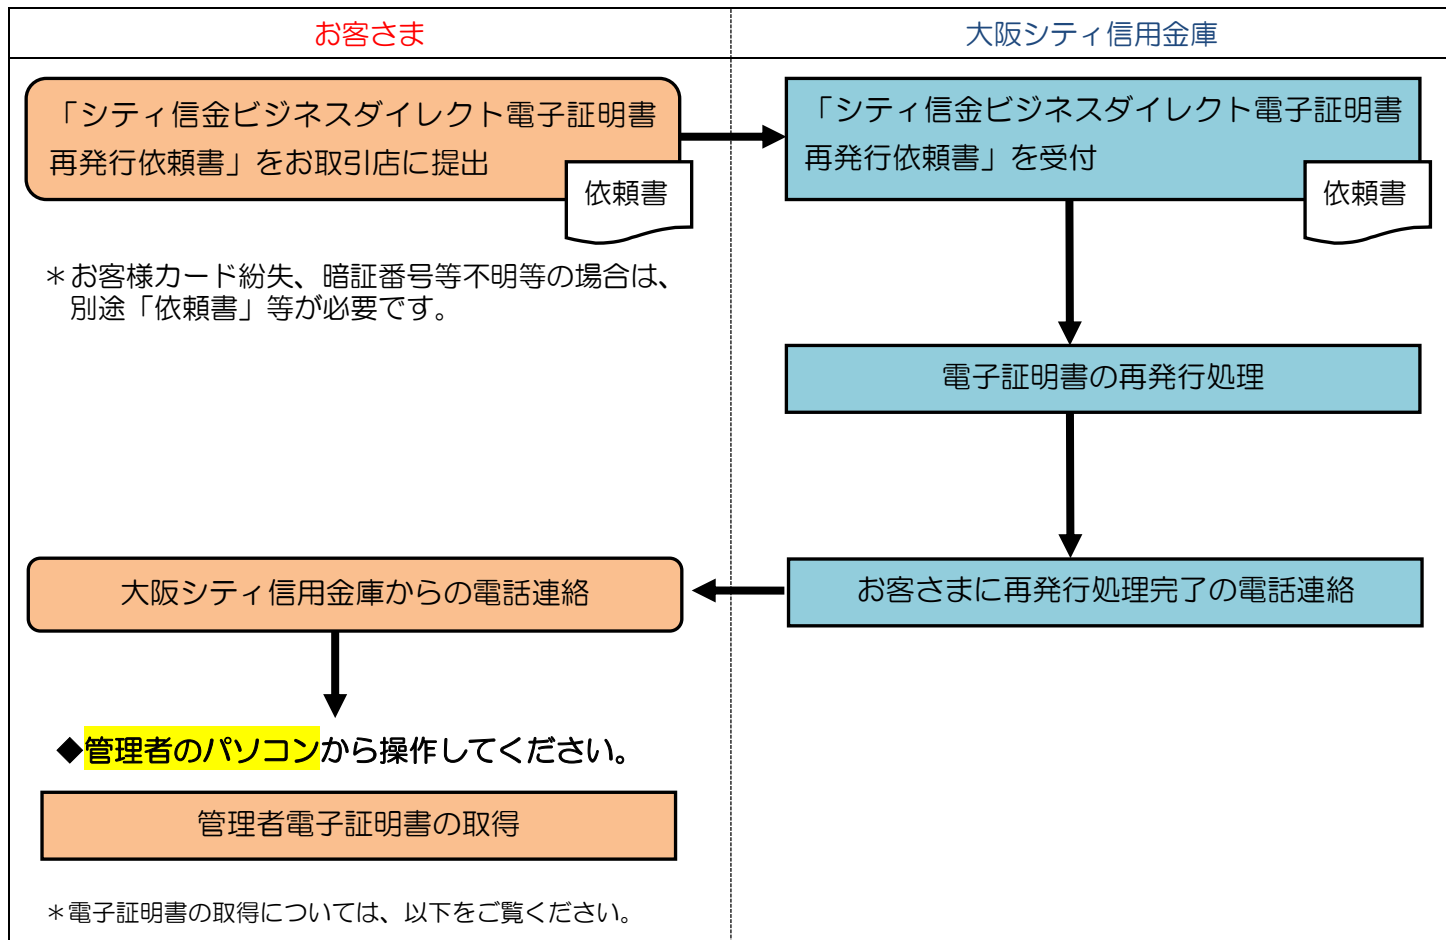 お客さま
大阪シティ信用金庫
「シティ信金ビジネスダイレクト電子証明書
再発行依頼書」をお取引店に提出
依頼書
「シティ信金ビジネスダイレクト電子証明書
再発行依頼書」を受付
依頼書
＊お客様カード紛失、暗証番号等不明等の場合は、
別途「依頼書」等が必要です。
電子証明書の再発行処理
お客さまに再発行処理完了の電話連絡
大阪シティ信用金庫からの電話連絡
◆管理者のパソコンから操作してください。
管理者電子証明書の取得
＊電子証明書の取得については、以下をご覧ください。